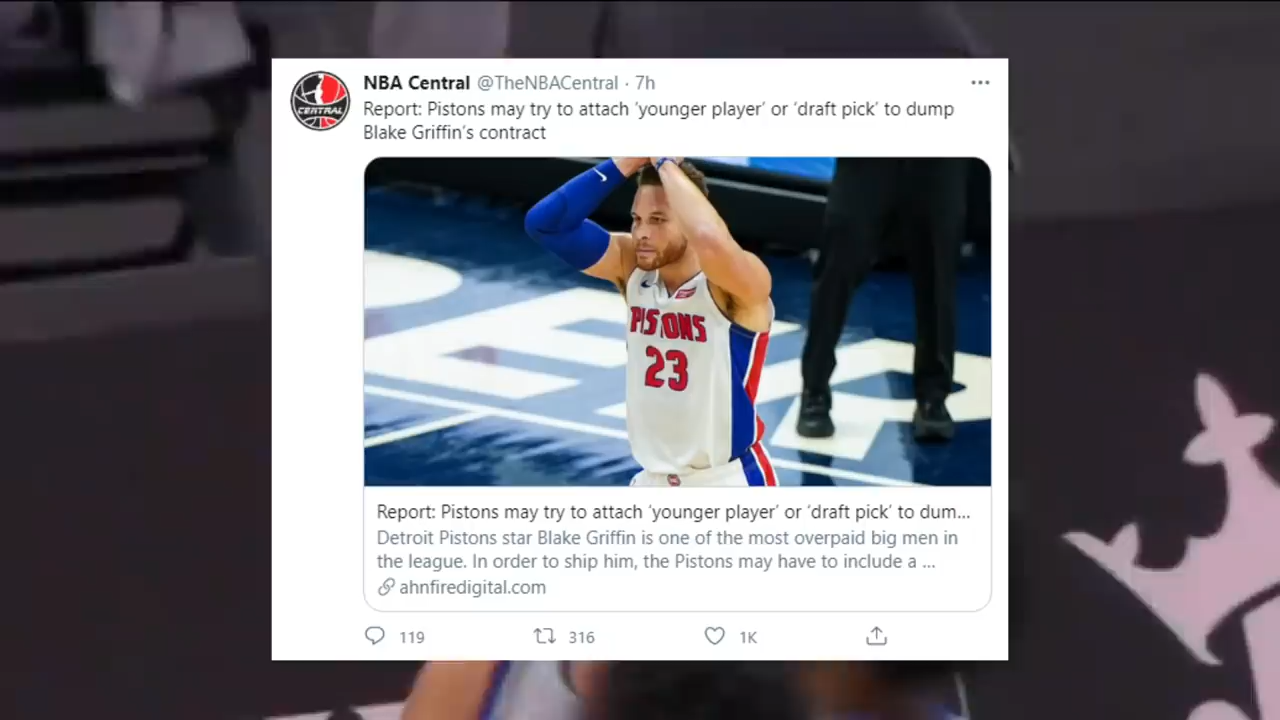 NBA Central @TheNBACentral · 7h
Report: Pistons may try to attach ‘younger player’ or ‘draft pick’ to dump
Blake Griffin’s contract
CENTRAL
PISTONS
23
Report: Pistons may try to attach ‘younger player’ or ‘draft pick’ to dum...
Detroit Pistons star Blake Griffin is one of the most overpaid big men in
the league. In order to ship him, the Pistons may have to include a ...
ahnfiredigital.com
119 316 1K